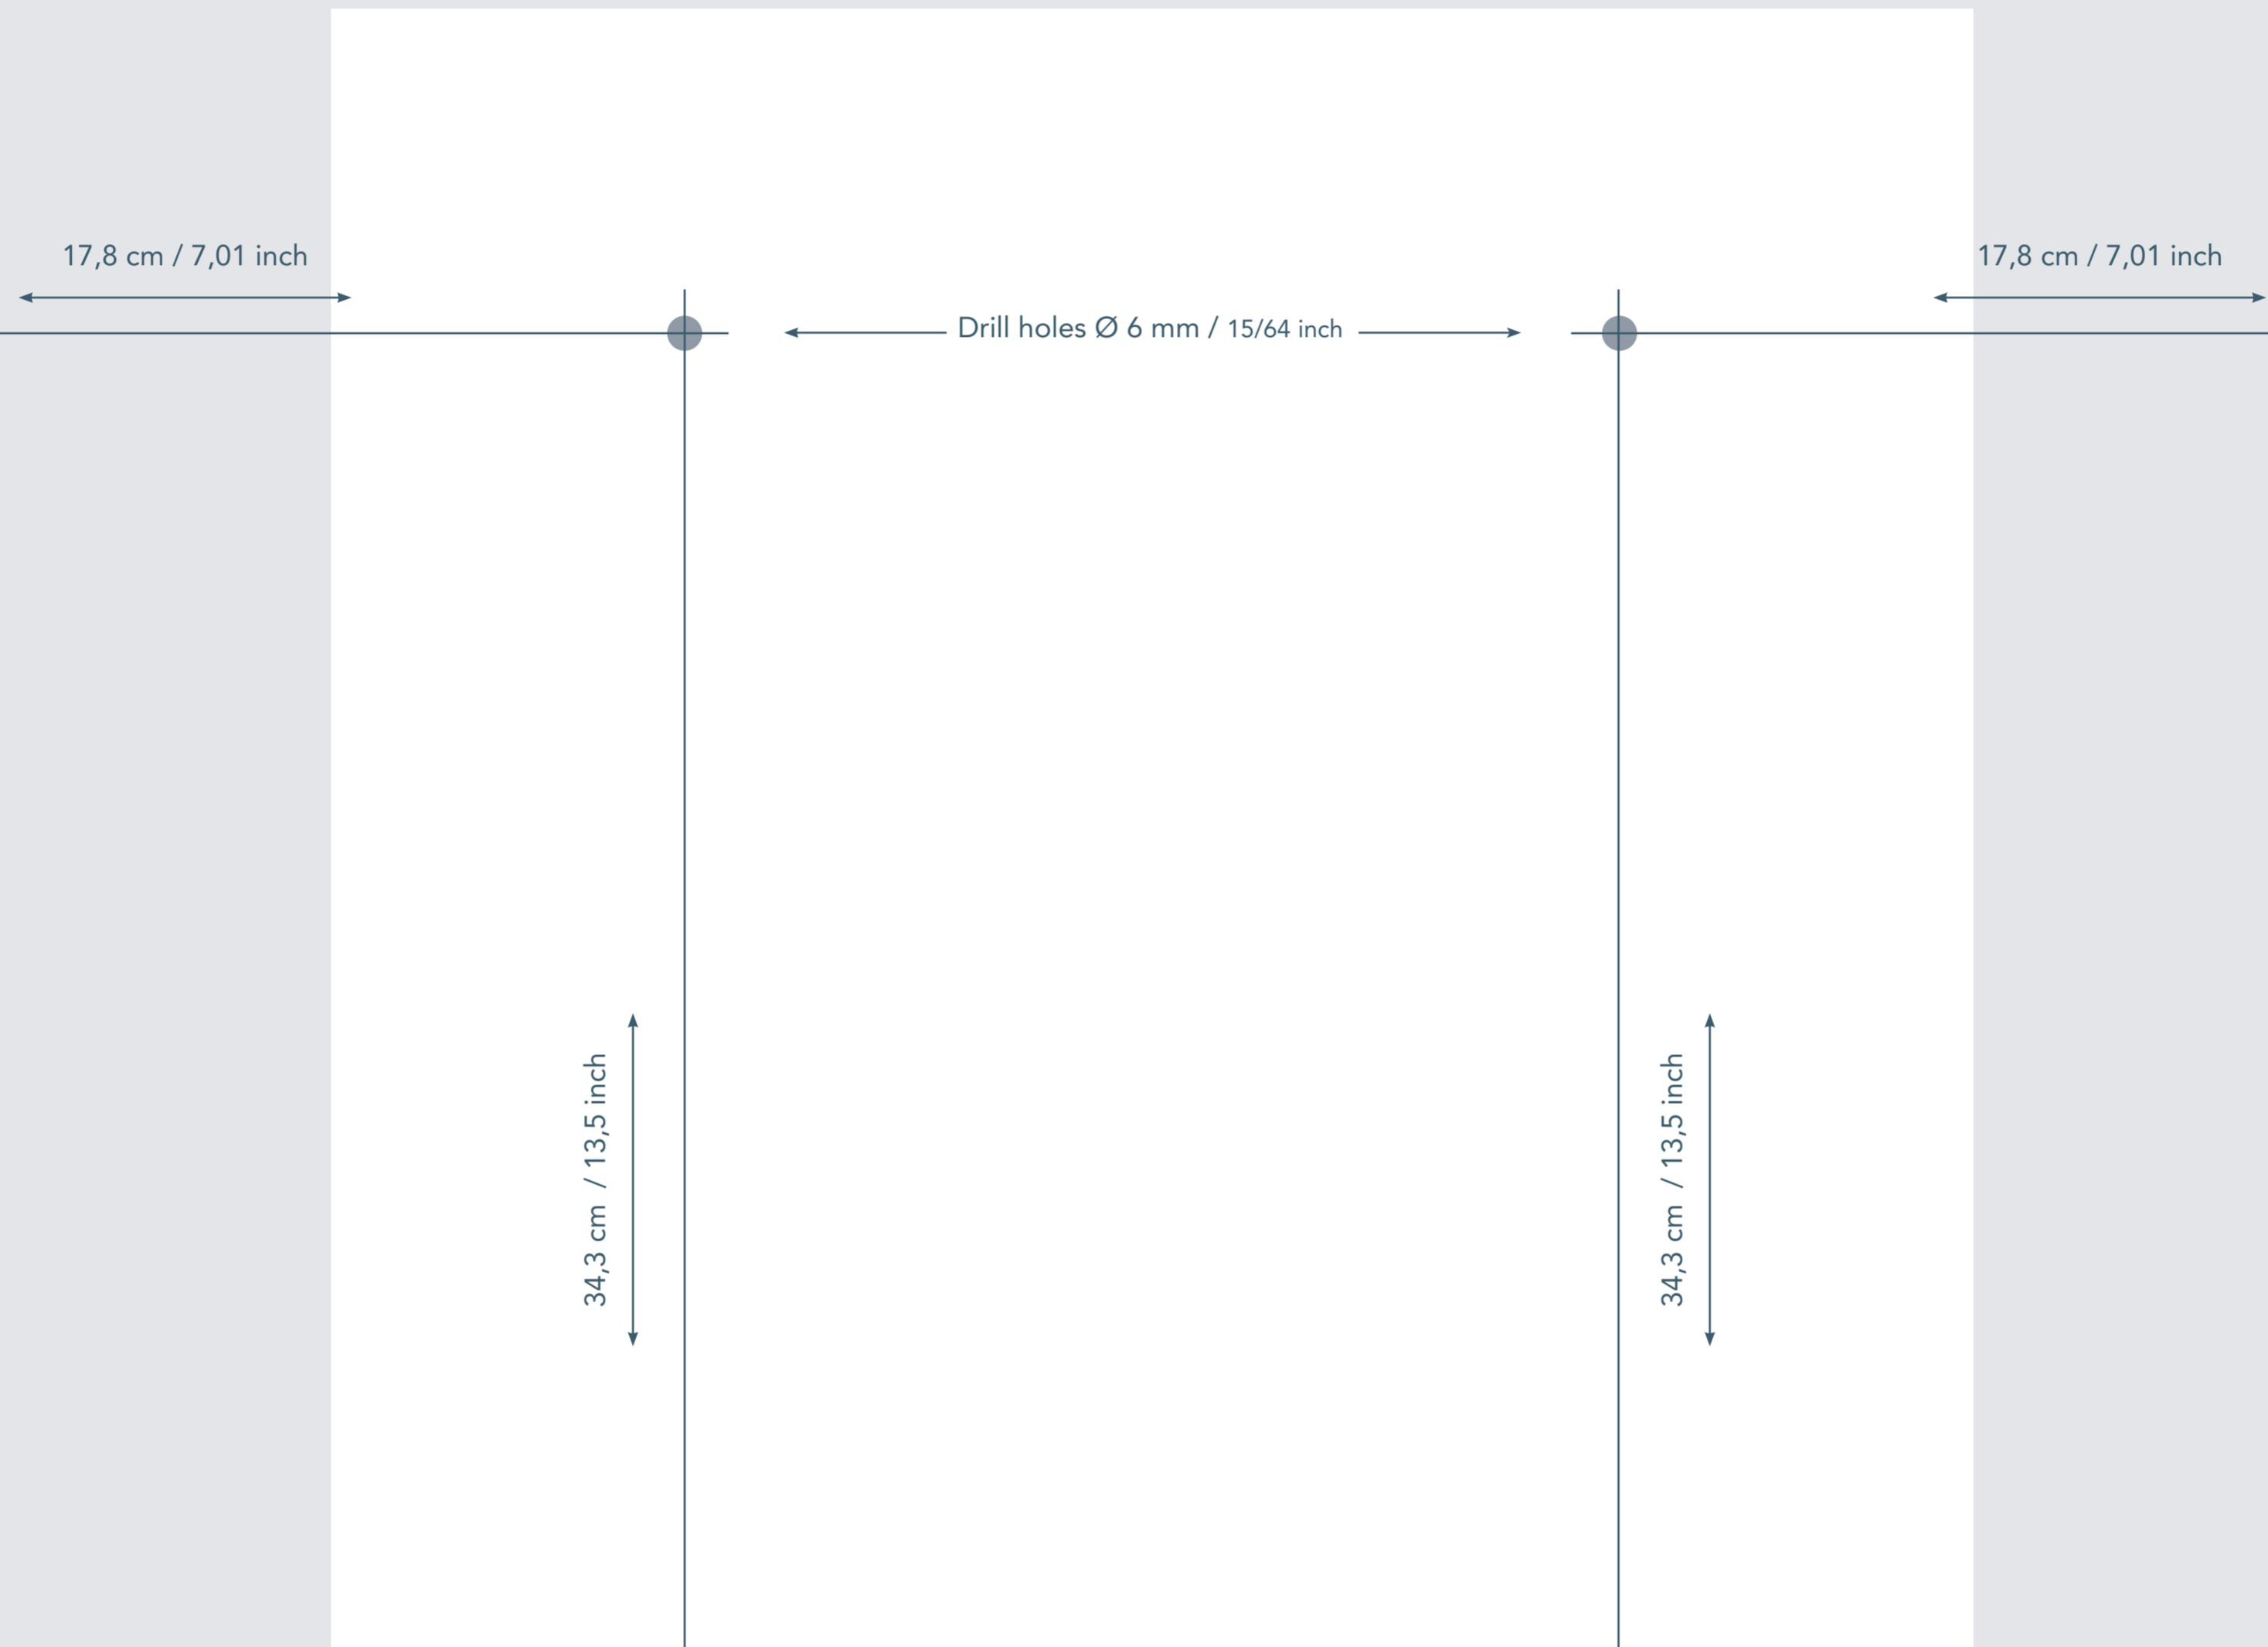 17,8 cm / 7,01 inch
17,8 cm / 7,01 inch
Drill holes Ø 6 mm / 15/64 inch
34,3 cm / 13,5 inch
34,3 cm / 13,5 inch